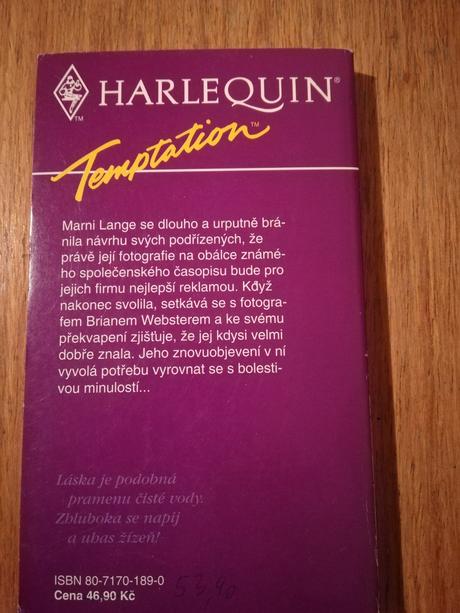 HARLEQUIN®
TM
Temptation™
Marni Lange se dlouho a urputně brá-
nila návrhu svých podřízených, že
právě její fotografie na obálce známé-
ho společenského časopisu bude pro
jejich firmu nejlepší reklamou. Když
nakonec svolila, setkává se s fotogra-
fem Brianem Websterem a ke svému
překvapení zjišťuje, že jej kdysi velmi
dobře znala. Jeho znovuobjevení v ní
vyvolá potřebu vyrovnat se s bolesti-
vou minulostí...
Láska je podobná
pramenu čisté vody.
Zhluboka se napij
a uhas žízeň!
ISBN 80-7170-189-0
Cena 46,90 Kč 53,40